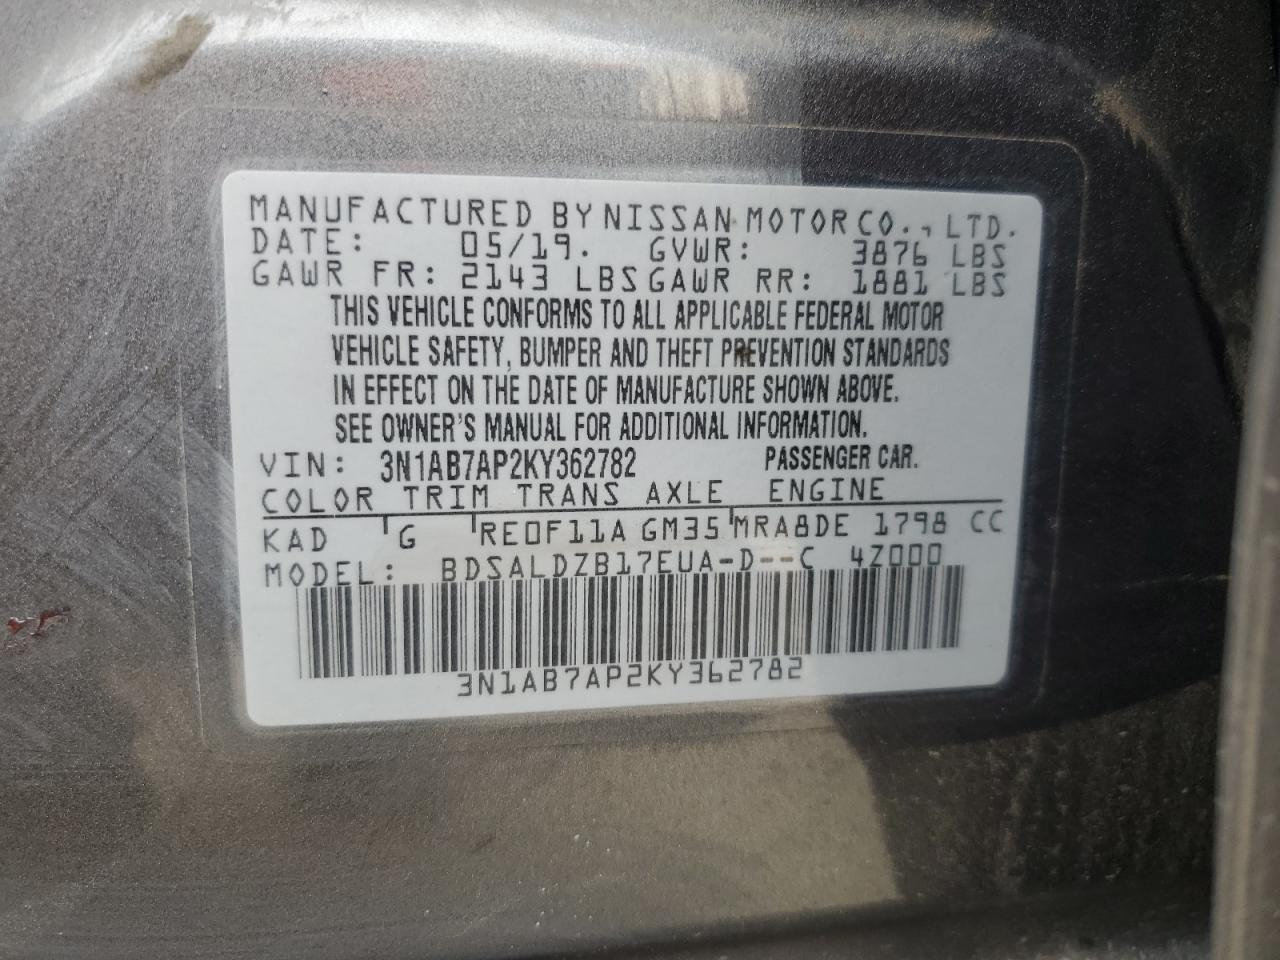 MANUFACTURED BY NISSAN MOTOR CO., LTD.
DATE: 05/19. GVWR: 3876 LBS
GAWR FR: 2143 LBS GAWR RR: 1881 LBS
THIS VEHICLE CONFORMS TO ALL APPLICABLE FEDERAL MOTOR
VEHICLE SAFETY, BUMPER AND THEFT PREVENTION STANDARDS
IN EFFECT ON THE DATE OF MANUFACTURE SHOWN ABOVE.
SEE OWNER'S MANUAL FOR ADDITIONAL INFORMATION.
VIN: 3N1AB7AP2KY362782 PASSENGER CAR.
COLOR TRIM TRANS AXLE ENGINE
KAD G RE0F11A GM35 MRA8DE 1798 CC
MODEL: BDSALDZB17EUA-D--C 4Z000
3N1AB7AP2KY362782